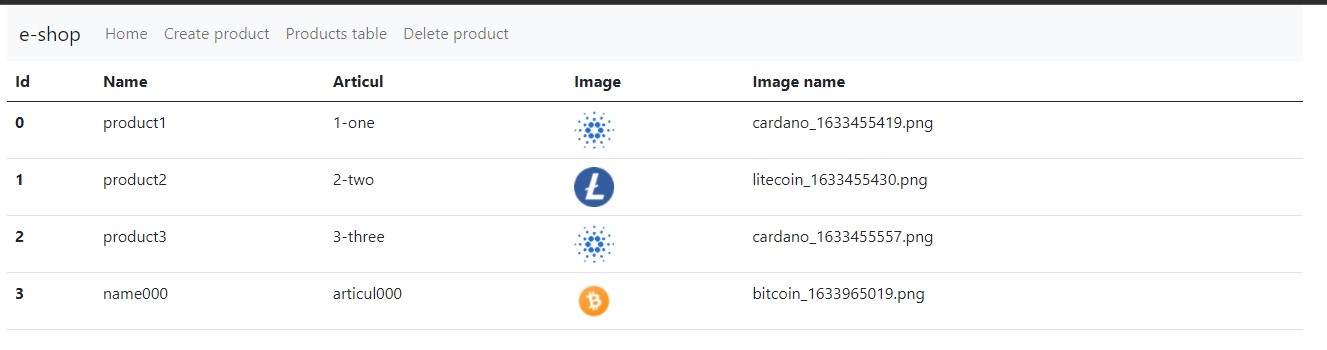 e-shop Home Create product Products table Delete product
Id Name Articul Image Image name
0 product1 1-one cardano_1633455419.png
1 product2 2-two litecoin_1633455430.png
2 product3 3-three cardano_1633455557.png
3 name000 articul000 bitcoin_1633965019.png